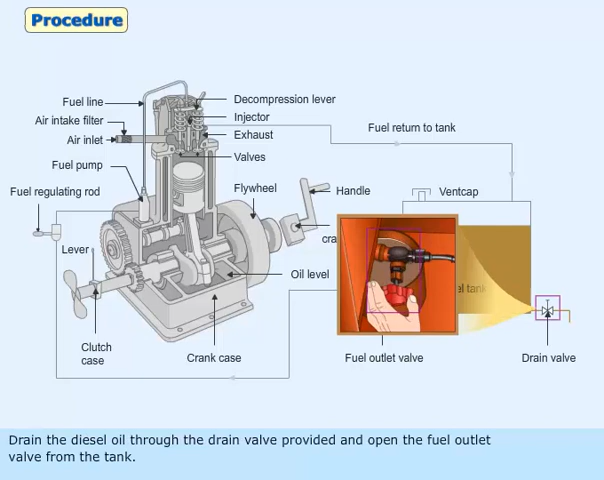 Procedure
Fuel line
Decompression lever
Air intake filter
Injector
Air inlet
Exhaust
Fuel return to tank
Fuel pump
Valves
Fuel regulating rod
Flywheel
Handle
Ventcap
Lever
Oil level
tank
Clutch
case
Crank case
Fuel outlet valve
Drain valve
Drain the diesel oil through the drain valve provided and open the fuel outlet
valve from the tank.